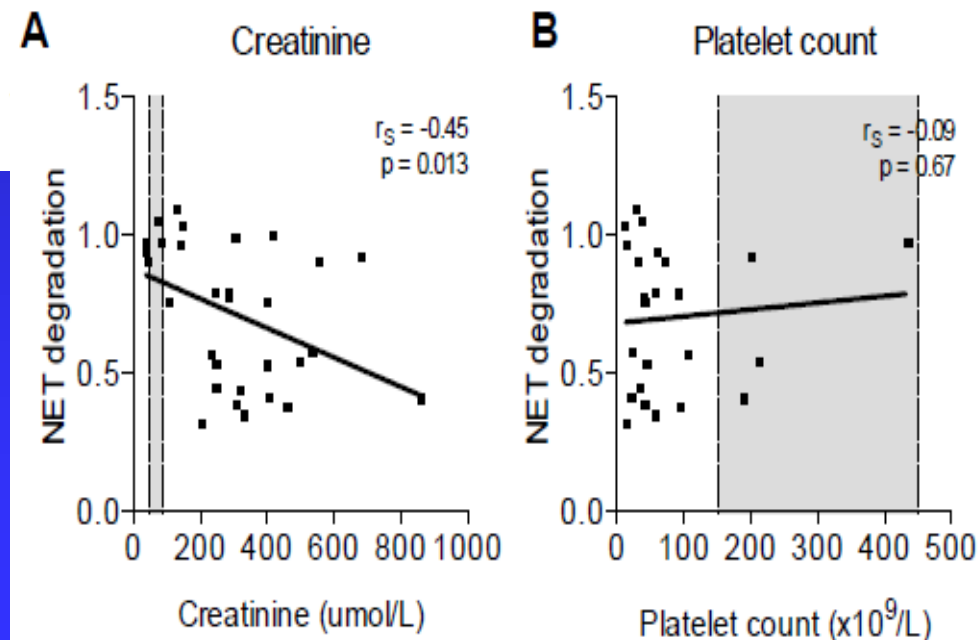 A
Creatinine
1.5
1.0
0.5
0.0
NET degradation
rS = -0.45
p = 0.013
0 200 400 600 800 1000
Creatinine (umol/L)
B
Platelet count
1.5
1.0
0.5
0.0
NET degradation
rS = -0.09
p = 0.67
0 100 200 300 400 500
Platelet count (x10^9/L)